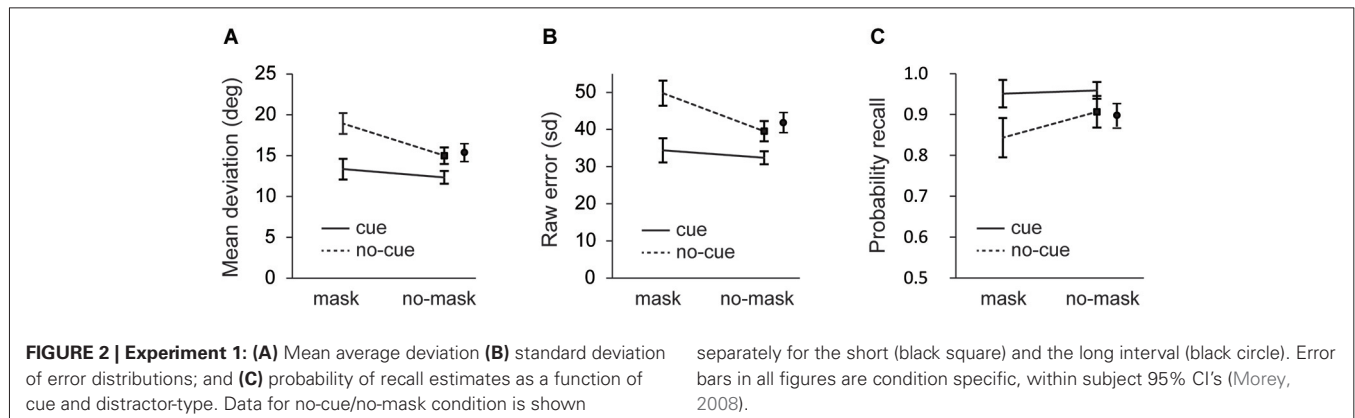 A
B
C
25
20
15
10
5
0
Mean deviation (deg)
cue
no-cue
mask
no-mask
50
40
30
20
10
0
Raw error (sd)
cue
no-cue
mask
no-mask
1.0
0.9
0.8
0.7
0.6
0.5
Probability recall
cue
no-cue
mask
no-mask
FIGURE 2 | Experiment 1: (A) Mean average deviation (B) standard deviation
of error distributions; and (C) probability of recall estimates as a function of
cue and distractor-type. Data for no-cue/no-mask condition is shown
separately for the short (black square) and the long interval (black circle). Error
bars in all figures are condition specific, within subject 95% CI's (Morey,
2008).